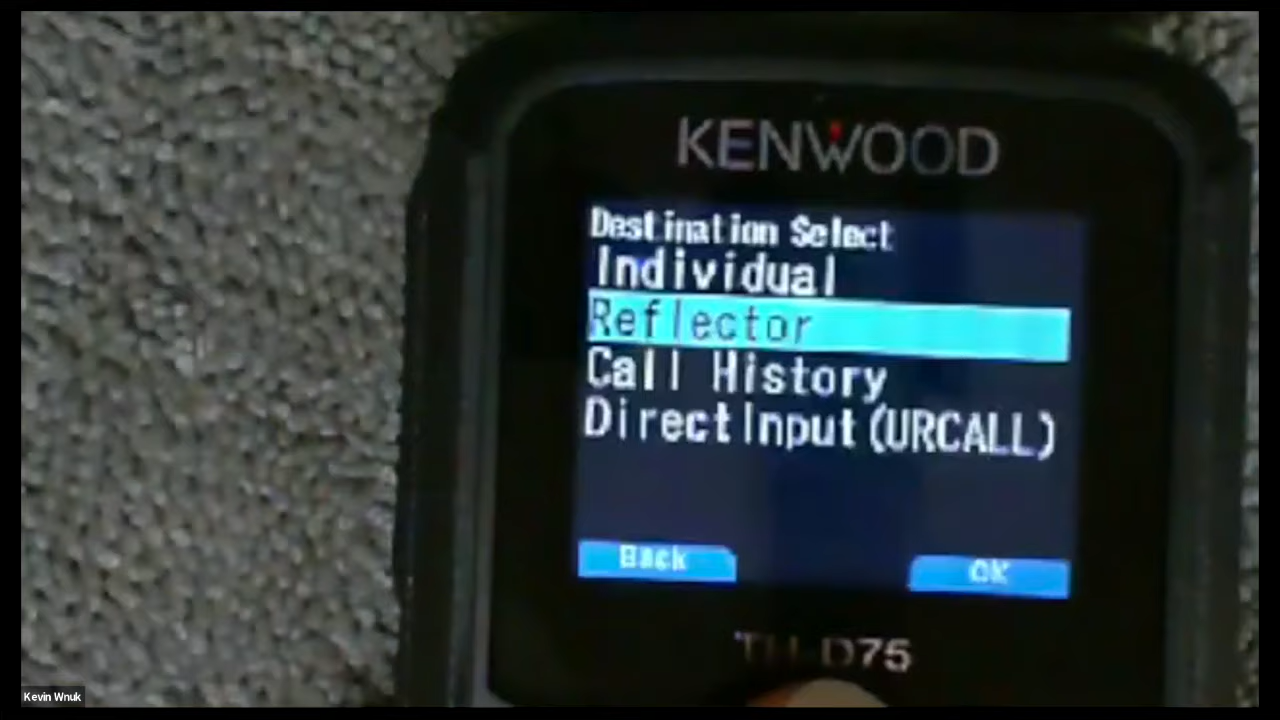 KENWOOD
Destination Select
Individual
Reflector
Call History
DirectInput(URCALL)
Back
OK
TH-D75
Kevin Wnuk